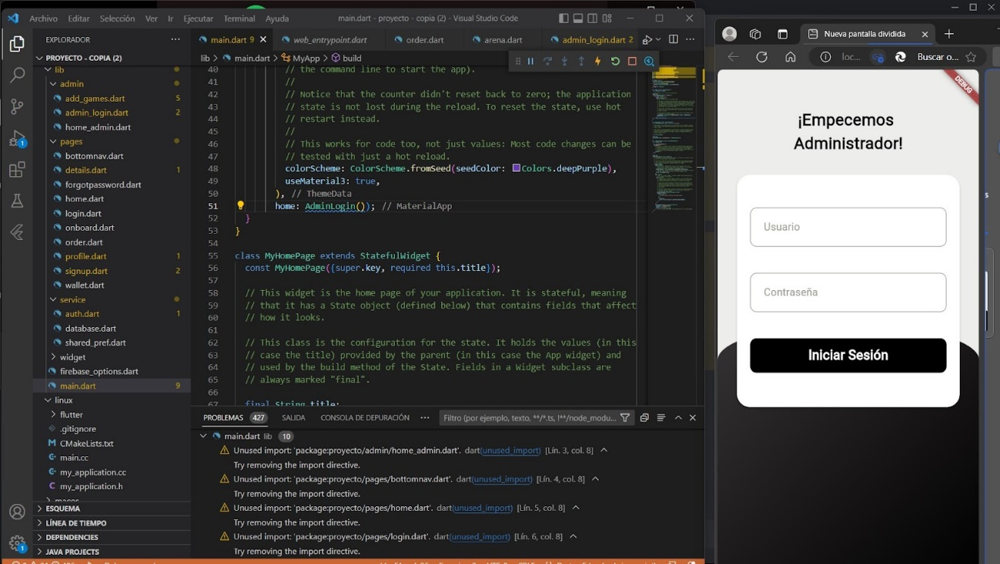 Archivo Editar Selección Ver Ir Ejecutar Terminal Ayuda main.dart - proyecto - copia (2) - Visual Studio Code
EXPLORADOR
PROYECTO - COPIA (2)
lib
admin
add_games.dart 5
admin_login.dart 2
home_admin.dart
pages
bottomnav.dart
details.dart 1
forgotpassword.dart
home.dart
login.dart
onboard.dart
order.dart
profile.dart 1
signup.dart 2
wallet.dart
service
auth.dart 1
database.dart
shared_pref.dart
widget
firebase_options.dart
main.dart 9
linux
flutter
.gitignore
CMakeLists.txt
main.cc
my_application.cc
my_application.h
macos
ESQUEMA
LÍNEA DE TIEMPO
DEPENDENCIES
JAVA PROJECTS
1
1
main.dart 9 web_entrypoint.dart order.dart arena.dart admin_login.dart 2
lib > main.dart > MyApp > build
40 // the command line to start the app).
41 //
42 // Notice that the counter didn't reset back to zero; the application
43 // state is not lost during the reload. To reset the state, use hot
44 // restart instead.
45 //
46 // This works for code too, not just values: Most code changes can be
47 // tested with just a hot reload.
48 colorScheme: ColorScheme.fromSeed(seedColor: Colors.deepPurple),
49 useMaterial3: true,
50 ), // ThemeData
51 home: AdminLogin()); // MaterialApp
52 }
53 }
54
55 class MyHomePage extends StatefulWidget {
56 const MyHomePage({super.key, required this.title});
57
58 // This widget is the home page of your application. It is stateful, meaning
59 // that it has a State object (defined below) that contains fields that affect
60 // how it looks.
61
62 // This class is the configuration for the state. It holds the values (in this
63 // case the title) provided by the parent (in this case the App widget) and
64 // used by the build method of the State. Fields in a Widget subclass are
65 // always marked "final".
66
67 final String title;
PROBLEMAS 427 SALIDA CONSOLA DE DEPURACIÓN ··· Filtro (por ejemplo, texto, **/*.ts, !**/node_modu...
main.dart lib 10
Unused import: 'package:proyecto/admin/home_admin.dart'. dart(unused_import) [Lín. 3, col. 8]
Try removing the import directive.
Unused import: 'package:proyecto/pages/bottomnav.dart'. dart(unused_import) [Lín. 4, col. 8]
Try removing the import directive.
Unused import: 'package:proyecto/pages/home.dart'. dart(unused_import) [Lín. 5, col. 8]
Try removing the import directive.
Unused import: 'package:proyecto/pages/login.dart'. dart(unused_import) [Lín. 6, col. 8]
Try removing the import directive.
Nueva pantalla dividida
loc... Buscar o...
DEBUG
¡Empecemos
Administrador!
Usuario
Contraseña
Iniciar Sesión